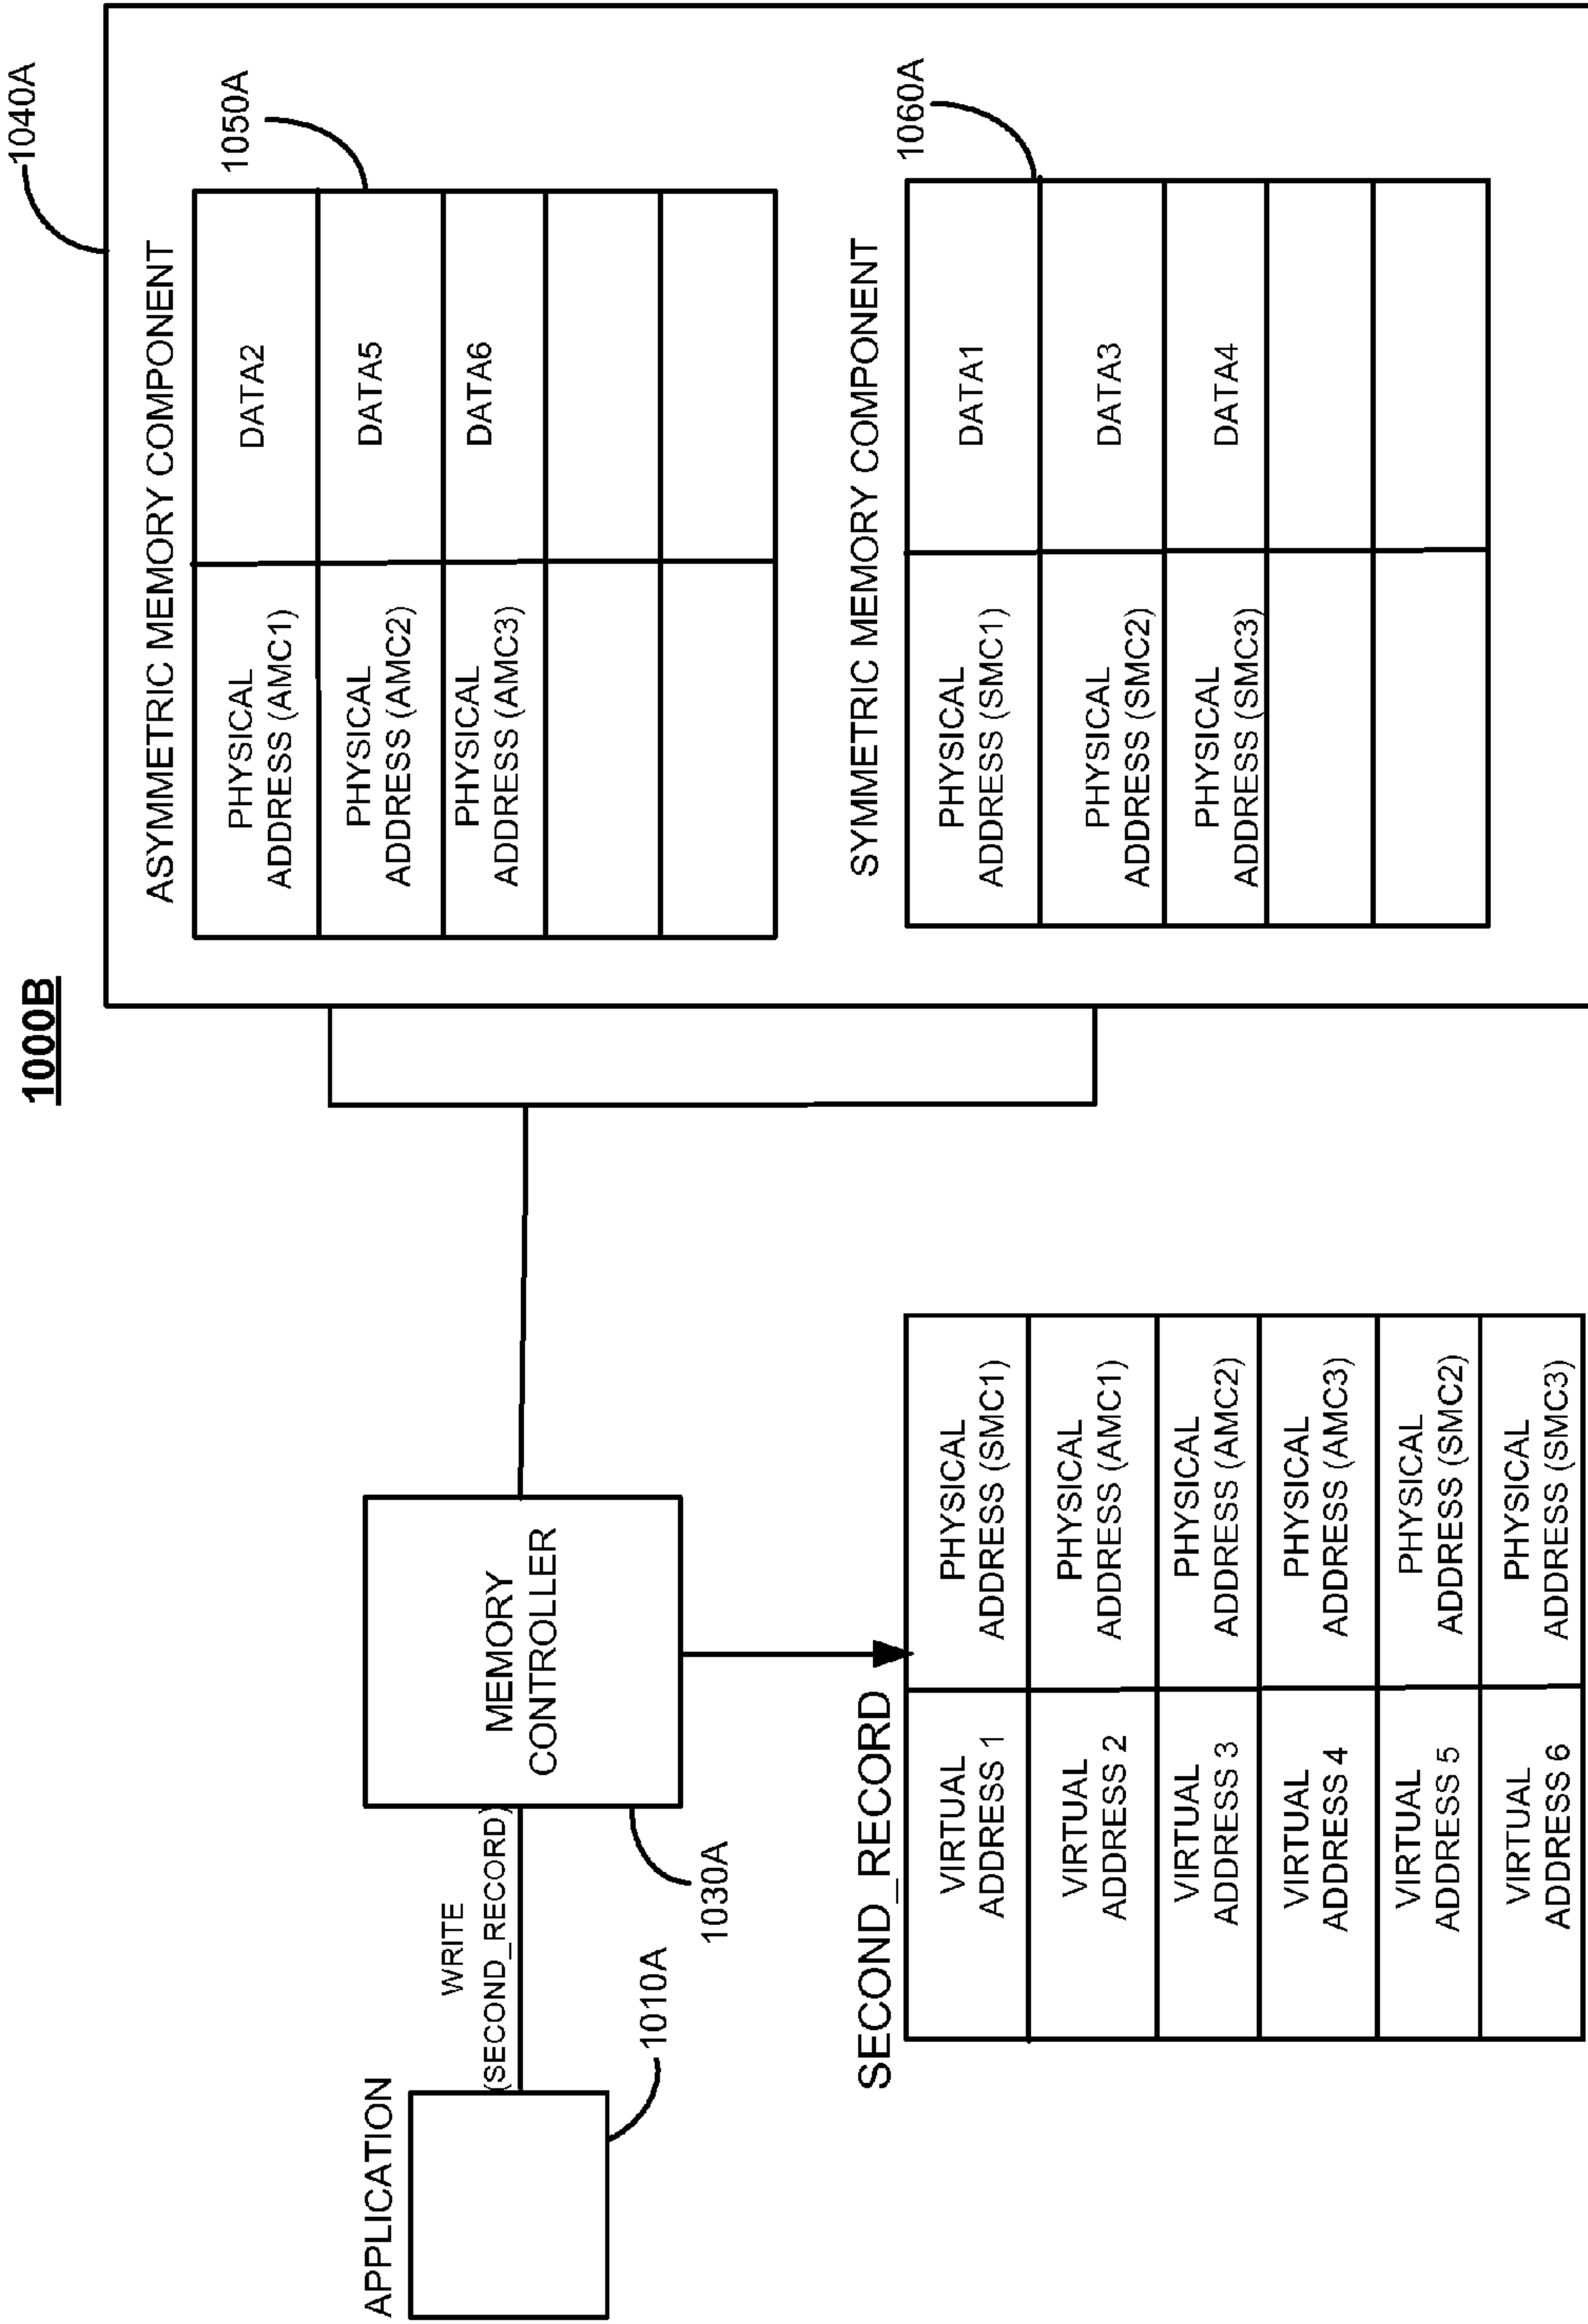 1000B
1040A
APPLICATION
1010A
WRITE
(SECOND_RECORD)
MEMORY
CONTROLLER
1030A
SECOND_RECORD
VIRTUAL
ADDRESS 1
PHYSICAL
ADDRESS (SMC1)
VIRTUAL
ADDRESS 2
PHYSICAL
ADDRESS (AMC1)
VIRTUAL
ADDRESS 3
PHYSICAL
ADDRESS (AMC2)
VIRTUAL
ADDRESS 4
PHYSICAL
ADDRESS (AMC3)
VIRTUAL
ADDRESS 5
PHYSICAL
ADDRESS (SMC2)
VIRTUAL
ADDRESS 6
PHYSICAL
ADDRESS (SMC3)
ASYMMETRIC MEMORY COMPONENT
1050A
PHYSICAL
ADDRESS (AMC1)
DATA2
PHYSICAL
ADDRESS (AMC2)
DATA5
PHYSICAL
ADDRESS (AMC3)
DATA6
SYMMETRIC MEMORY COMPONENT
1060A
PHYSICAL
ADDRESS (SMC1)
DATA1
PHYSICAL
ADDRESS (SMC2)
DATA3
PHYSICAL
ADDRESS (SMC3)
DATA4